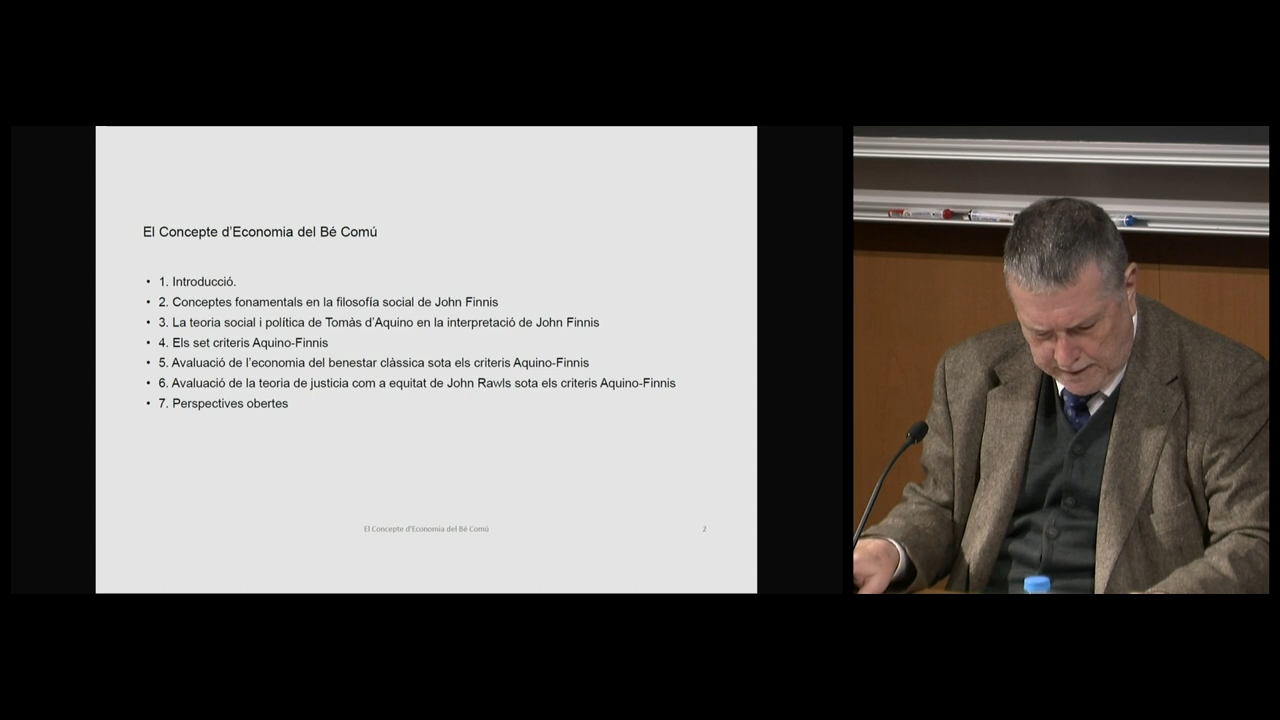 El Concepte d'Economia del Bé Comú
• 1. Introducció.
• 2. Conceptes fonamentals en la filosofía social de John Finnis
• 3. La teoria social i política de Tomàs d'Aquino en la interpretació de John Finnis
• 4. Els set criteris Aquino-Finnis
• 5. Avaluació de l'economia del benestar clàssica sota els criteris Aquino-Finnis
• 6. Avaluació de la teoria de justicia com a equitat de John Rawls sota els criteris Aquino-Finnis
• 7. Perspectives obertes
El Concepte d'Economia del Bé Comú
2